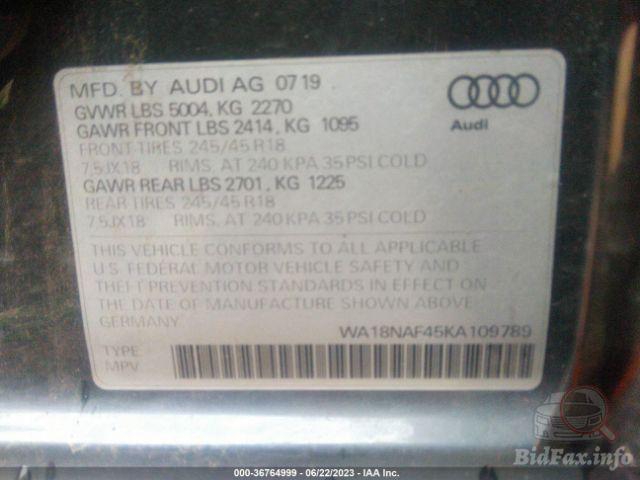 MFD. BY AUDI AG 07 19
GVWR LBS 5004, KG 2270
GAWR FRONT LBS 2414, KG 1095
FRONT TIRES 245/45 R18
7,5JX18 RIMS, AT 240 KPA 35 PSI COLD
GAWR REAR LBS 2701, KG 1225
REAR TIRES 245/45 R18
7,5JX18 RIMS, AT 240 KPA 35 PSI COLD
Audi
THIS VEHICLE CONFORMS TO ALL APPLICABLE
U.S. FEDERAL MOTOR VEHICLE SAFETY AND
THEFT PREVENTION STANDARDS IN EFFECT ON
THE DATE OF MANUFACTURE SHOWN ABOVE
GERMANY
WA18NAF45KA109789
TYPE
MPV
BidFax.info
000-36764999 - 06/22/2023 - IAA Inc.